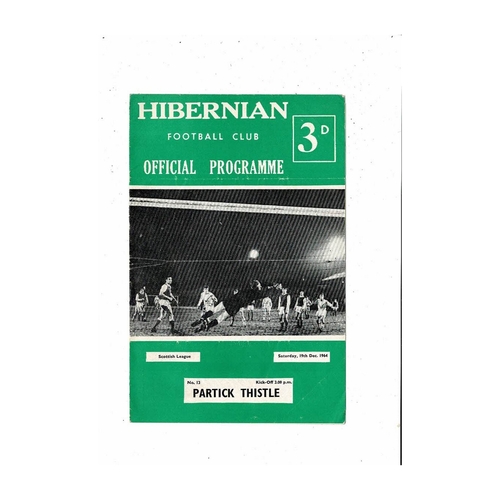 HIBERNIAN
FOOTBALL CLUB
3D
OFFICIAL PROGRAMME
Scottish League
Saturday, 19th Dec. 1964
No. 13 Kick-Off 2.30 p.m.
PARTICK THISTLE